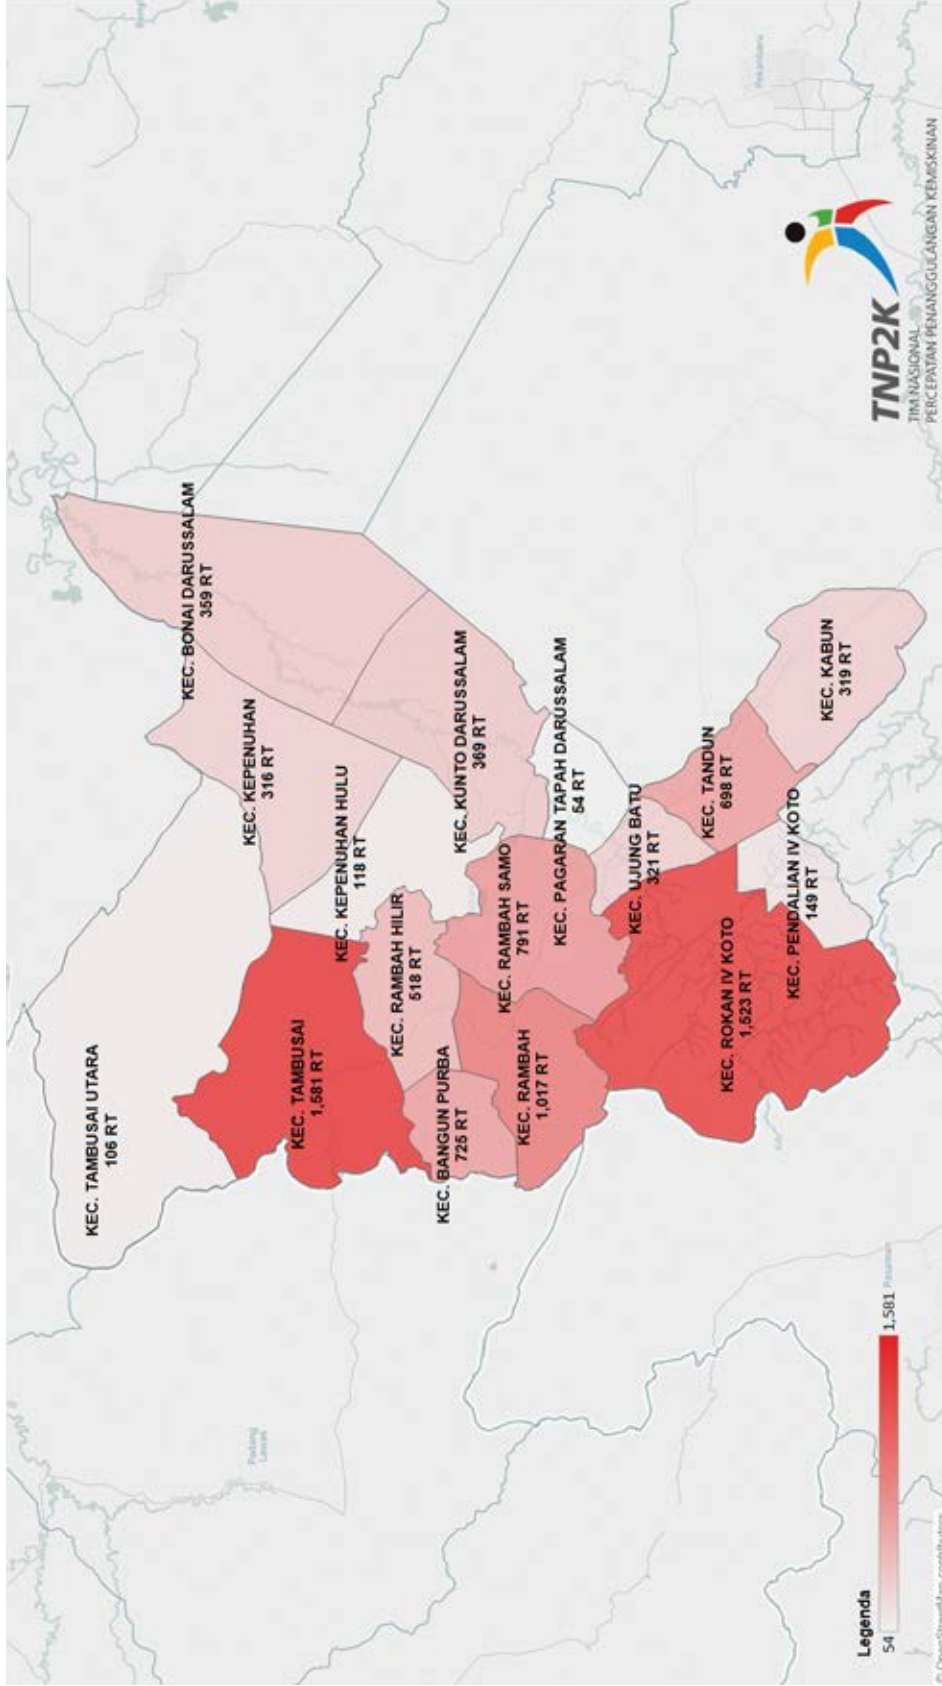 KEC. TAMBUSAI UTARA
106 RT
KEC. TAMBUSAI
1,581 RT
KEC. BONAI DARUSSALAM
359 RT
KEC. KEPENUHAN
316 RT
KEC. KEPENUHAN HULU
118 RT
KEC. RAMBAH HILIR
518 RT
KEC. KUNTO DARUSSALAM
369 RT
KEC. BANGUN PURBA
725 RT
KEC. RAMBAH SAMO
791 RT
KEC. RAMBAH
1,017 RT
KEC. PAGARAN TAPAH DARUSSALAM
54 RT
KEC. UJUNG BATU
321 RT
KEC. TANDUN
698 RT
KEC. ROKAN IV KOTO
1,523 RT
KEC. PENDALIAN IV KOTO
149 RT
KEC. KABUN
319 RT
Padang
Lawas
Pekanbaru
Pasaman
Legenda
54
1,581
TNP2K
TIM NASIONAL
PERCEPATAN PENANGGULANGAN KEMISKINAN